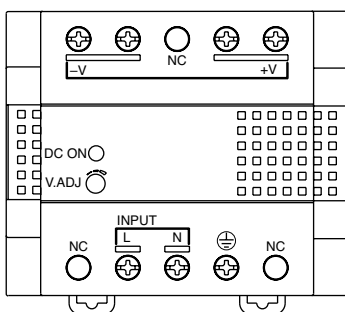 NC
–V +V
DC ON
V.ADJ
INPUT
L N
NC NC